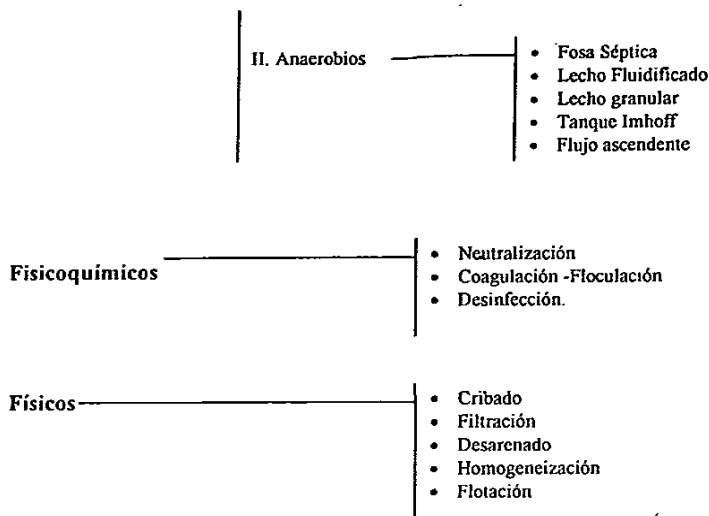 II. Anaerobios
• Fosa Séptica
• Lecho Fluidificado
• Lecho granular
• Tanque Imhoff
• Flujo ascendente
Fisicoquímicos
• Neutralización
• Coagulación -Floculación
• Desinfección.
Físicos
• Cribado
• Filtración
• Desarenado
• Homogeneización
• Flotación